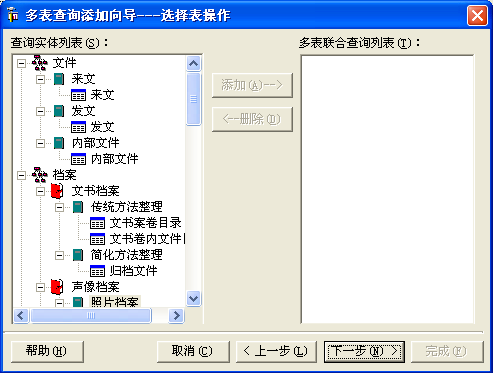 多表查询添加向导---选择表操作
查询实体列表(S)：
多表联合查询列表(T)：
文件
来文
来文
发文
发文
内部文件
内部文件
档案
文书档案
传统方法整理
文书案卷目录
文书卷内文件
简化方法整理
归档文件
声像档案
照片档案
添加(A)-->
<--删除(D)
帮助(H)
取消(C)
< 上一步(L)
下一步(N) >
完成(F)